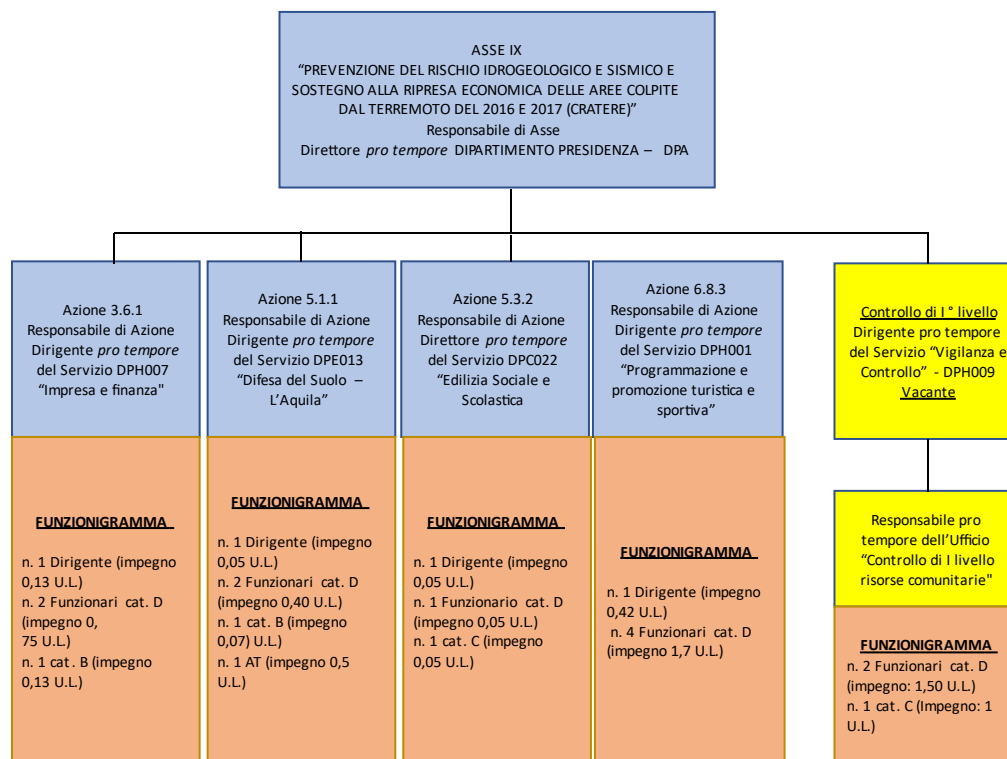 ASSE IX
“PREVENZIONE DEL RISCHIO IDROGEOLOGICO E SISMICO E
SOSTEGNO ALLA RIPRESA ECONOMICA DELLE AREE COLPITE
DAL TERREMOTO DEL 2016 E 2017 (CRATERE)”
Responsabile di Asse
Direttore pro tempore DIPARTIMENTO PRESIDENZA – DPA
Azione 3.6.1
Responsabile di Azione
Dirigente pro tempore
del Servizio DPH007
“Impresa e finanza"
Azione 5.1.1
Responsabile di Azione
Dirigente pro tempore
del Servizio DPE013
“Difesa del Suolo –
L’Aquila”
Azione 5.3.2
Responsabile di Azione
Direttore pro tempore
del Servizio DPC022
“Edilizia Sociale e
Scolastica
Azione 6.8.3
Responsabile di Azione
Dirigente pro tempore
del Servizio DPH001
“Programmazione e
promozione turistica e
sportiva”
Controllo di I° livello
Dirigente pro tempore
del Servizio “Vigilanza e
Controllo” - DPH009
Vacante
FUNZIONIGRAMMA
n. 1 Dirigente (impegno
0,13 U.L.)
n. 2 Funzionari cat. D
(impegno 0,
75 U.L.)
n. 1 cat. B (impegno
0,13 U.L.)
FUNZIONIGRAMMA
n. 1 Dirigente (impegno
0,05 U.L.)
n. 2 Funzionari cat. D
(impegno 0,40 U.L.)
n. 1 cat. B (impegno
0,07) U.L.)
n. 1 AT (impegno 0,5
U.L.)
FUNZIONIGRAMMA
n. 1 Dirigente (impegno
0,05 U.L.)
n. 1 Funzionario cat. D
(impegno 0,05 U.L.)
n. 1 cat. C (impegno
0,05 U.L.)
FUNZIONIGRAMMA
n. 1 Dirigente (impegno
0,42 U.L.)
n. 4 Funzionari cat. D
(impegno 1,7 U.L.)
Responsabile pro
tempore dell’Ufficio
“Controllo di I livello
risorse comunitarie"
FUNZIONIGRAMMA
n. 2 Funzionari cat. D
(impegno: 1,50 U.L.)
n. 1 cat. C (Impegno: 1
U.L.)